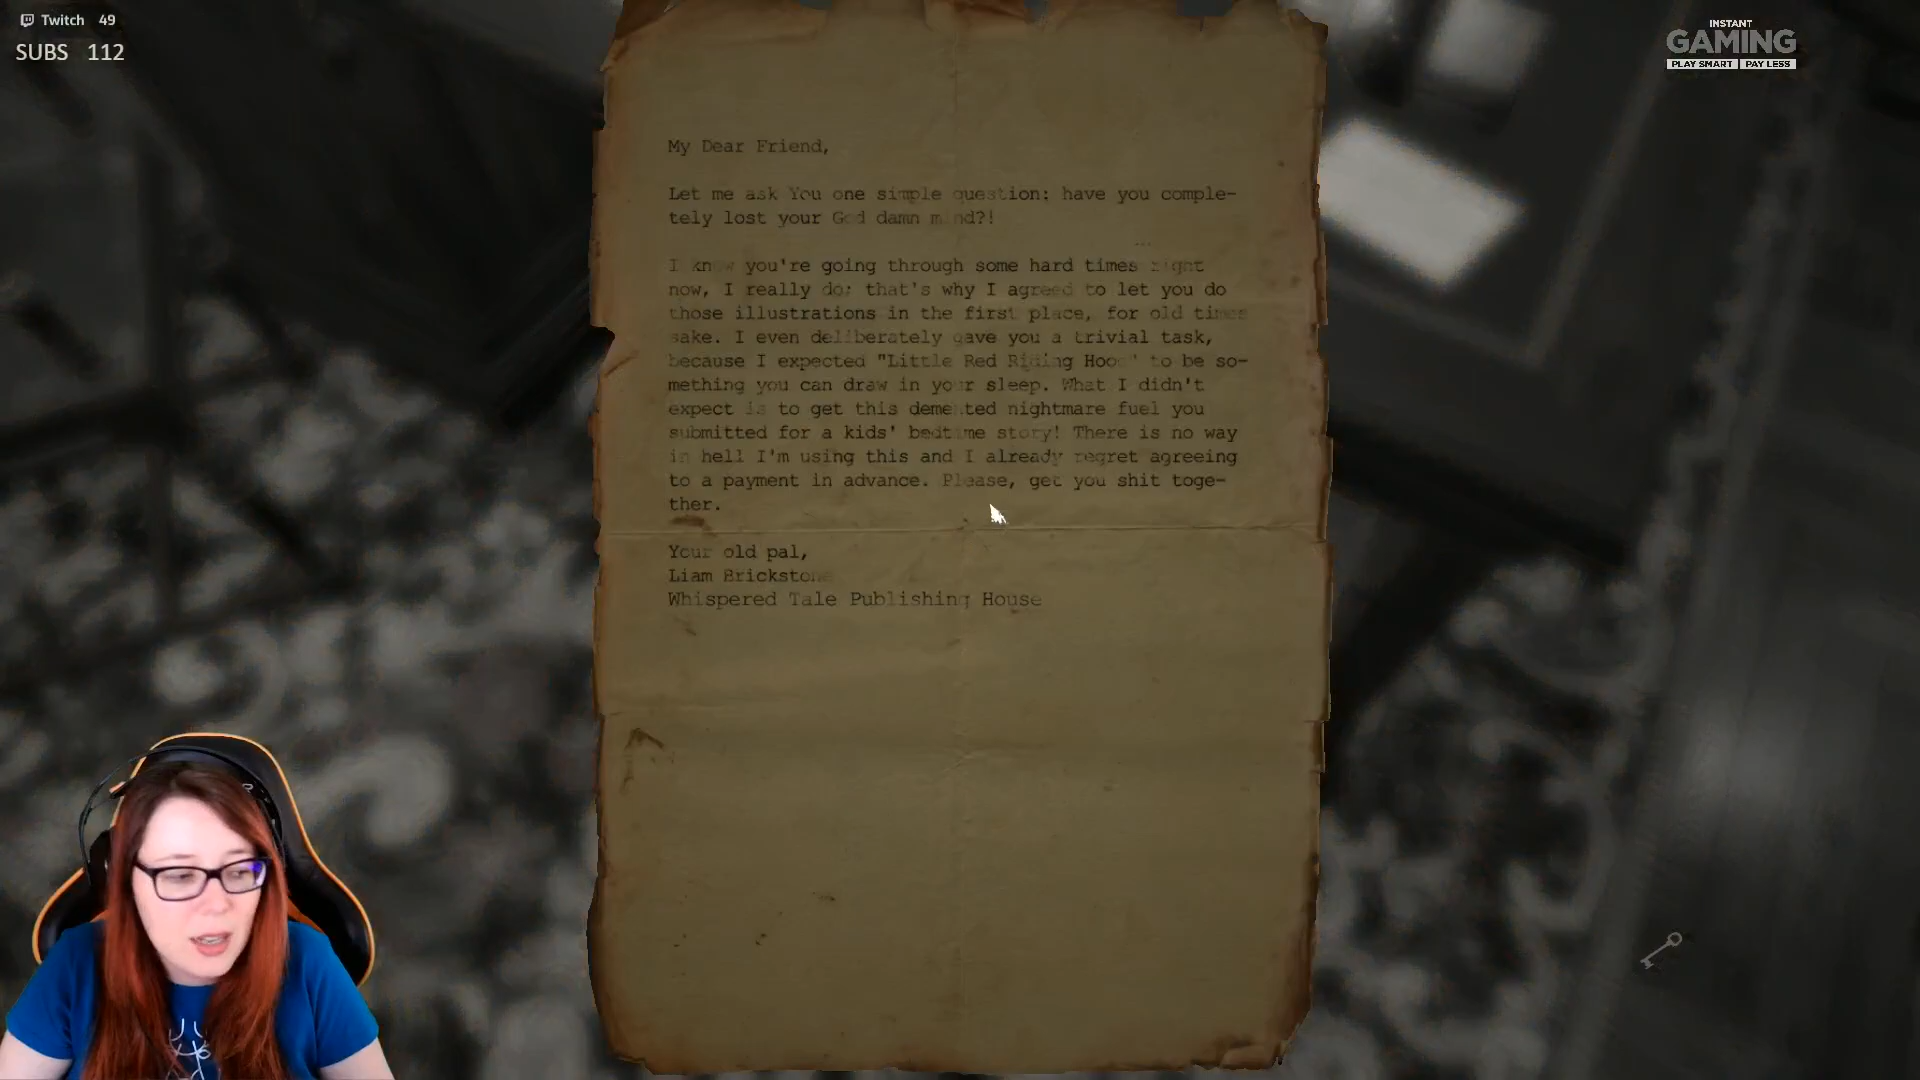 Twitch 49
SUBS 112
INSTANT
GAMING
PLAY SMART PAY LESS
My Dear Friend,
Let me ask You one simple question: have you comple-
tely lost your God damn mind?!
I know you're going through some hard times right
now, I really do; that's why I agreed to let you do
those illustrations in the first place, for old times
sake. I even deliberately gave you a trivial task,
because I expected "Little Red Riding Hood" to be so-
mething you can draw in your sleep. What I didn't
expect is to get this demented nightmare fuel you
submitted for a kids' bedtime story! There is no way
in hell I'm using this and I already regret agreeing
to a payment in advance. Please, get you shit toge-
ther.
Your old pal,
Liam Brickstone
Whispered Tale Publishing House